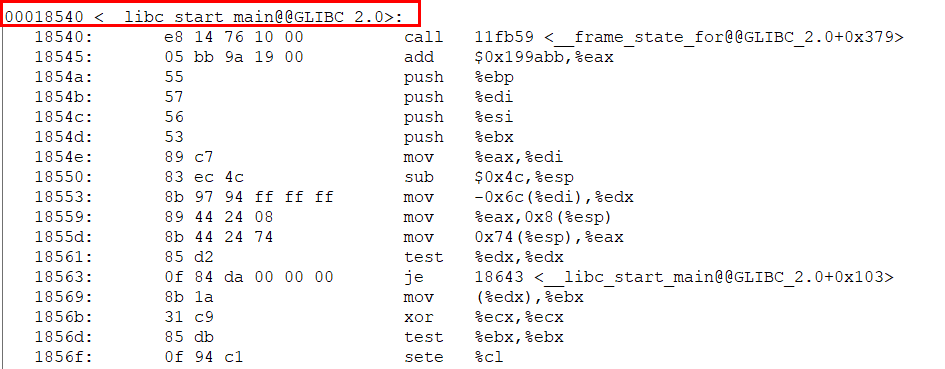 00018540 <__libc_start_main@@GLIBC_2.0>:
18540: e8 14 76 10 00 call 11fb59 <__frame_state_for@@GLIBC_2.0+0x379>
18545: 05 bb 9a 19 00 add $0x199abb,%eax
1854a: 55 push %ebp
1854b: 57 push %edi
1854c: 56 push %esi
1854d: 53 push %ebx
1854e: 89 c7 mov %eax,%edi
18550: 83 ec 4c sub $0x4c,%esp
18553: 8b 97 94 ff ff ff mov -0x6c(%edi),%edx
18559: 89 44 24 08 mov %eax,0x8(%esp)
1855d: 8b 44 24 74 mov 0x74(%esp),%eax
18561: 85 d2 test %edx,%edx
18563: 0f 84 da 00 00 00 je 18643 <__libc_start_main@@GLIBC_2.0+0x103>
18569: 8b 1a mov (%edx),%ebx
1856b: 31 c9 xor %ecx,%ecx
1856d: 85 db test %ebx,%ebx
1856f: 0f 94 c1 sete %cl